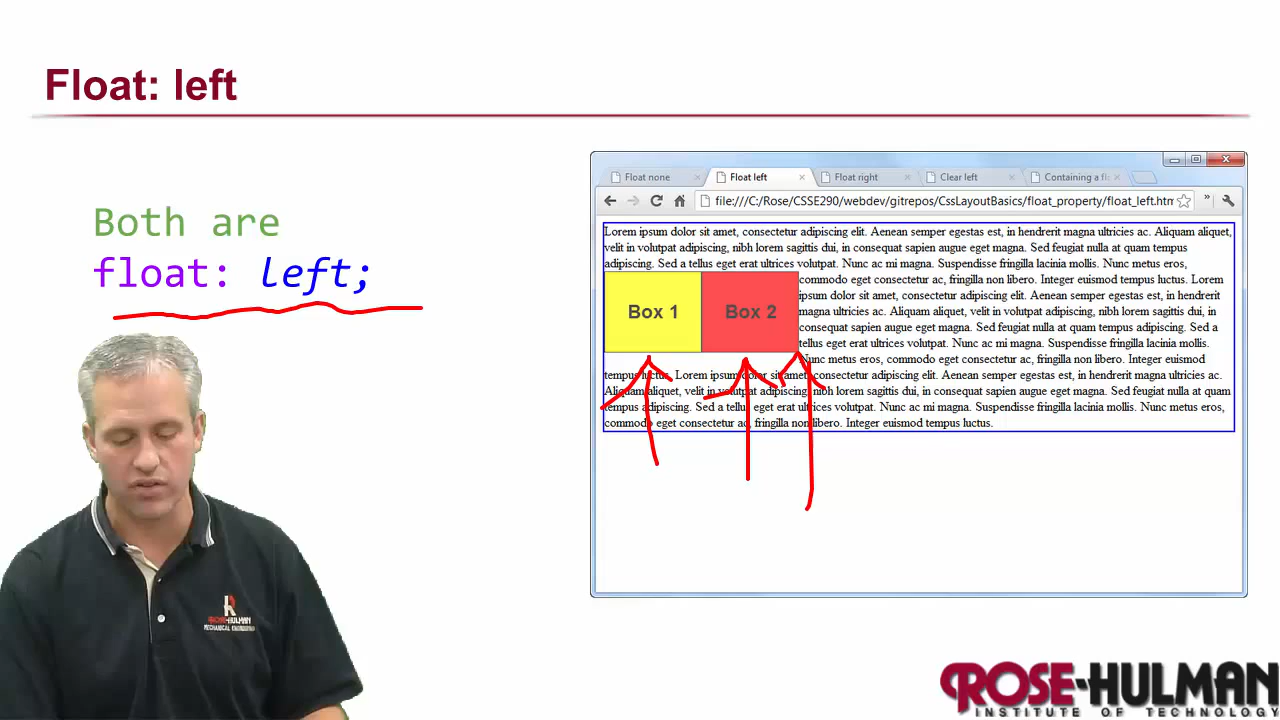 Float: left
Both are
float: left;
Float none
Float left
Float right
Clear left
Containing a flo
file:///C:/Rose/CSSE290/webdev/gitrepos/CssLayoutBasics/float_property/float_left.htm
Lorem ipsum dolor sit amet, consectetur adipiscing elit. Aenean semper egestas est, in hendrerit magna ultricies ac. Aliquam aliquet,
velit in volutpat adipiscing, nibh lorem sagittis dui, in consequat sapien augue eget magna. Sed feugiat nulla at quam tempus
adipiscing. Sed a tellus eget erat ultrices volutpat. Nunc ac mi magna. Suspendisse fringilla lacinia mollis. Nunc metus eros,
commodo eget consectetur ac, fringilla non libero. Integer euismod tempus luctus. Lorem
ipsum dolor sit amet, consectetur adipiscing elit. Aenean semper egestas est, in hendrerit
Box 1
Box 2
magna ultricies ac. Aliquam aliquet, velit in volutpat adipiscing, nibh lorem sagittis dui, in
consequat sapien augue eget magna. Sed feugiat nulla at quam tempus adipiscing. Sed a
tellus eget erat ultrices volutpat. Nunc ac mi magna. Suspendisse fringilla lacinia mollis.
Nunc metus eros, commodo eget consectetur ac, fringilla non libero. Integer euismod
tempus luctus. Lorem ipsum dolor sit amet, consectetur adipiscing elit. Aenean semper egestas est, in hendrerit magna ultricies ac.
Aliquam aliquet, velit in volutpat adipiscing, nibh lorem sagittis dui, in consequat sapien augue eget magna. Sed feugiat nulla at quam
tempus adipiscing. Sed a tellus eget erat ultrices volutpat. Nunc ac mi magna. Suspendisse fringilla lacinia mollis. Nunc metus eros,
commodo eget consectetur ac, fringilla non libero. Integer euismod tempus luctus.
ROSE-HULMAN
MECHANICAL ENGINEERING
ROSE-HULMAN
INSTITUTE OF TECHNOLOGY